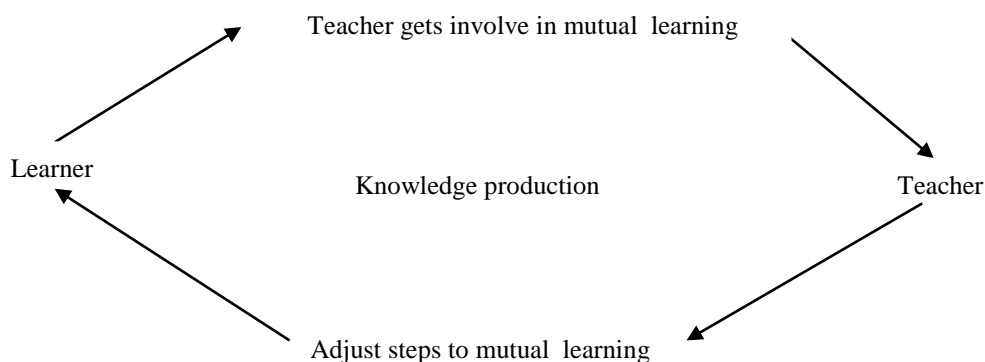 Teacher gets involve in mutual learning
Learner
Knowledge production
Teacher
Adjust steps to mutual learning